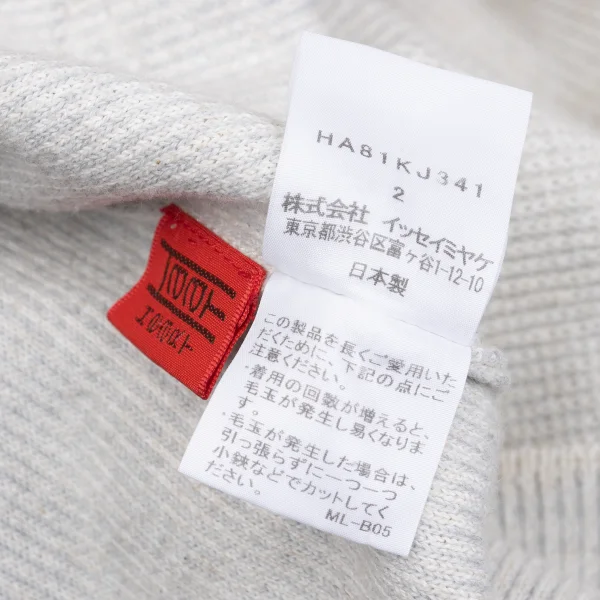 HA81KJ341
2
株式会社 イッセイミヤケ
東京都渋谷区富ヶ谷1-12-10
日本製
この製品を長くご愛用いた
だくために、下記の点にご
注意ください。
・着用の回数が増えると、
毛玉が発生し易くなりま
す。
・毛玉が発生した場合は、
引っ張らずに一つ一つ
小鋏などでカットしてく
ださい。
ML-B05